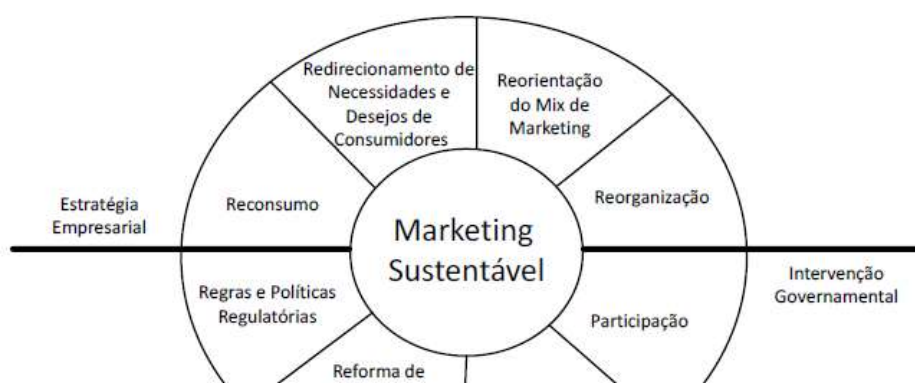 Redirecionamento de
Necessidades e
Desejos de
Consumidores
Reorientação
do Mix de
Marketing
Estratégia
Empresarial
Reconsumo
Reorganização
Marketing
Sustentável
Regras e Políticas
Regulatórias
Participação
Intervenção
Governamental
Reforma de